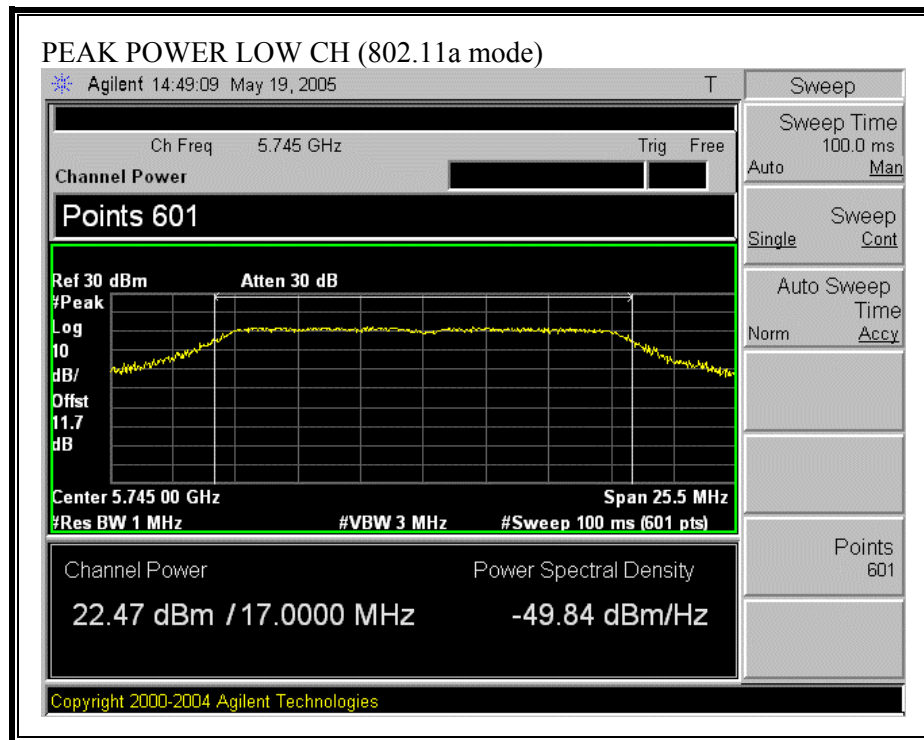 PEAK POWER LOW CH (802.11a mode)
Agilent 14:49:09 May 19, 2005 T
Sweep
Ch Freq 5.745 GHz Trig Free
Channel Power
Points 601
Ref 30 dBm Atten 30 dB
#Peak
Log
10
dB/
Offst
11.7
dB
Center 5.745 00 GHz Span 25.5 MHz
#Res BW 1 MHz #VBW 3 MHz #Sweep 100 ms (601 pts)
Channel Power Power Spectral Density
22.47 dBm / 17.0000 MHz -49.84 dBm/Hz
Sweep Time
100.0 ms
Auto Man
Sweep
Single Cont
Auto Sweep
Time
Norm Accy
Points
601
Copyright 2000-2004 Agilent Technologies